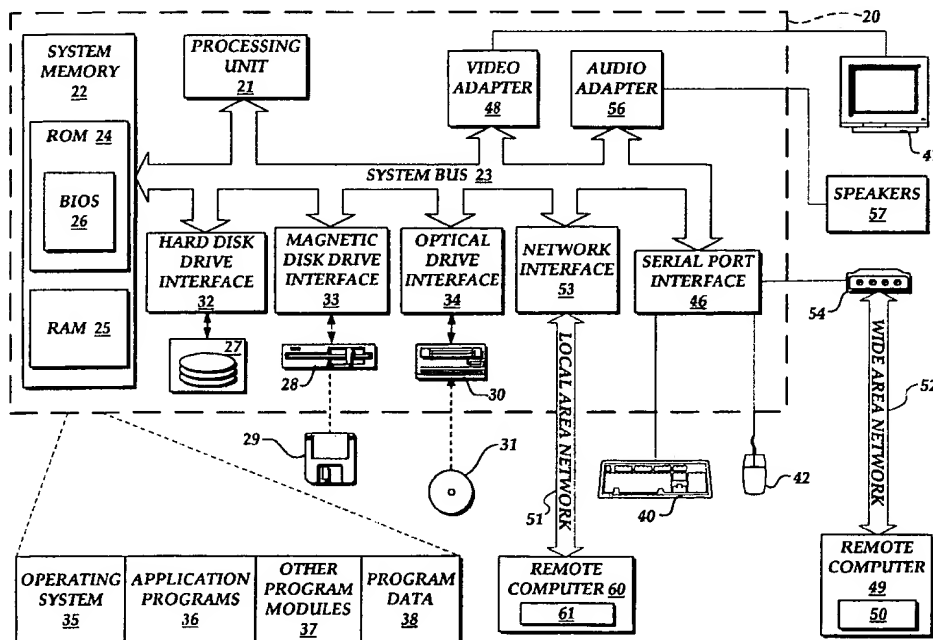 20
SYSTEM
MEMORY
22
ROM 24
BIOS
26
RAM 25
PROCESSING
UNIT
21
VIDEO
ADAPTER
48
AUDIO
ADAPTER
56
SPEAKERS
57
SYSTEM BUS 23
HARD DISK
DRIVE
INTERFACE
32
MAGNETIC
DISK DRIVE
INTERFACE
33
OPTICAL
DRIVE
INTERFACE
34
NETWORK
INTERFACE
53
SERIAL PORT
INTERFACE
46
54
27
28
30
29
31
LOCAL AREA NETWORK
51
40
42
WIDE AREA NETWORK
52
OPERATING
SYSTEM
35
APPLICATION
PROGRAMS
36
OTHER
PROGRAM
MODULES
37
PROGRAM
DATA
38
REMOTE
COMPUTER 60
61
REMOTE
COMPUTER
49
50